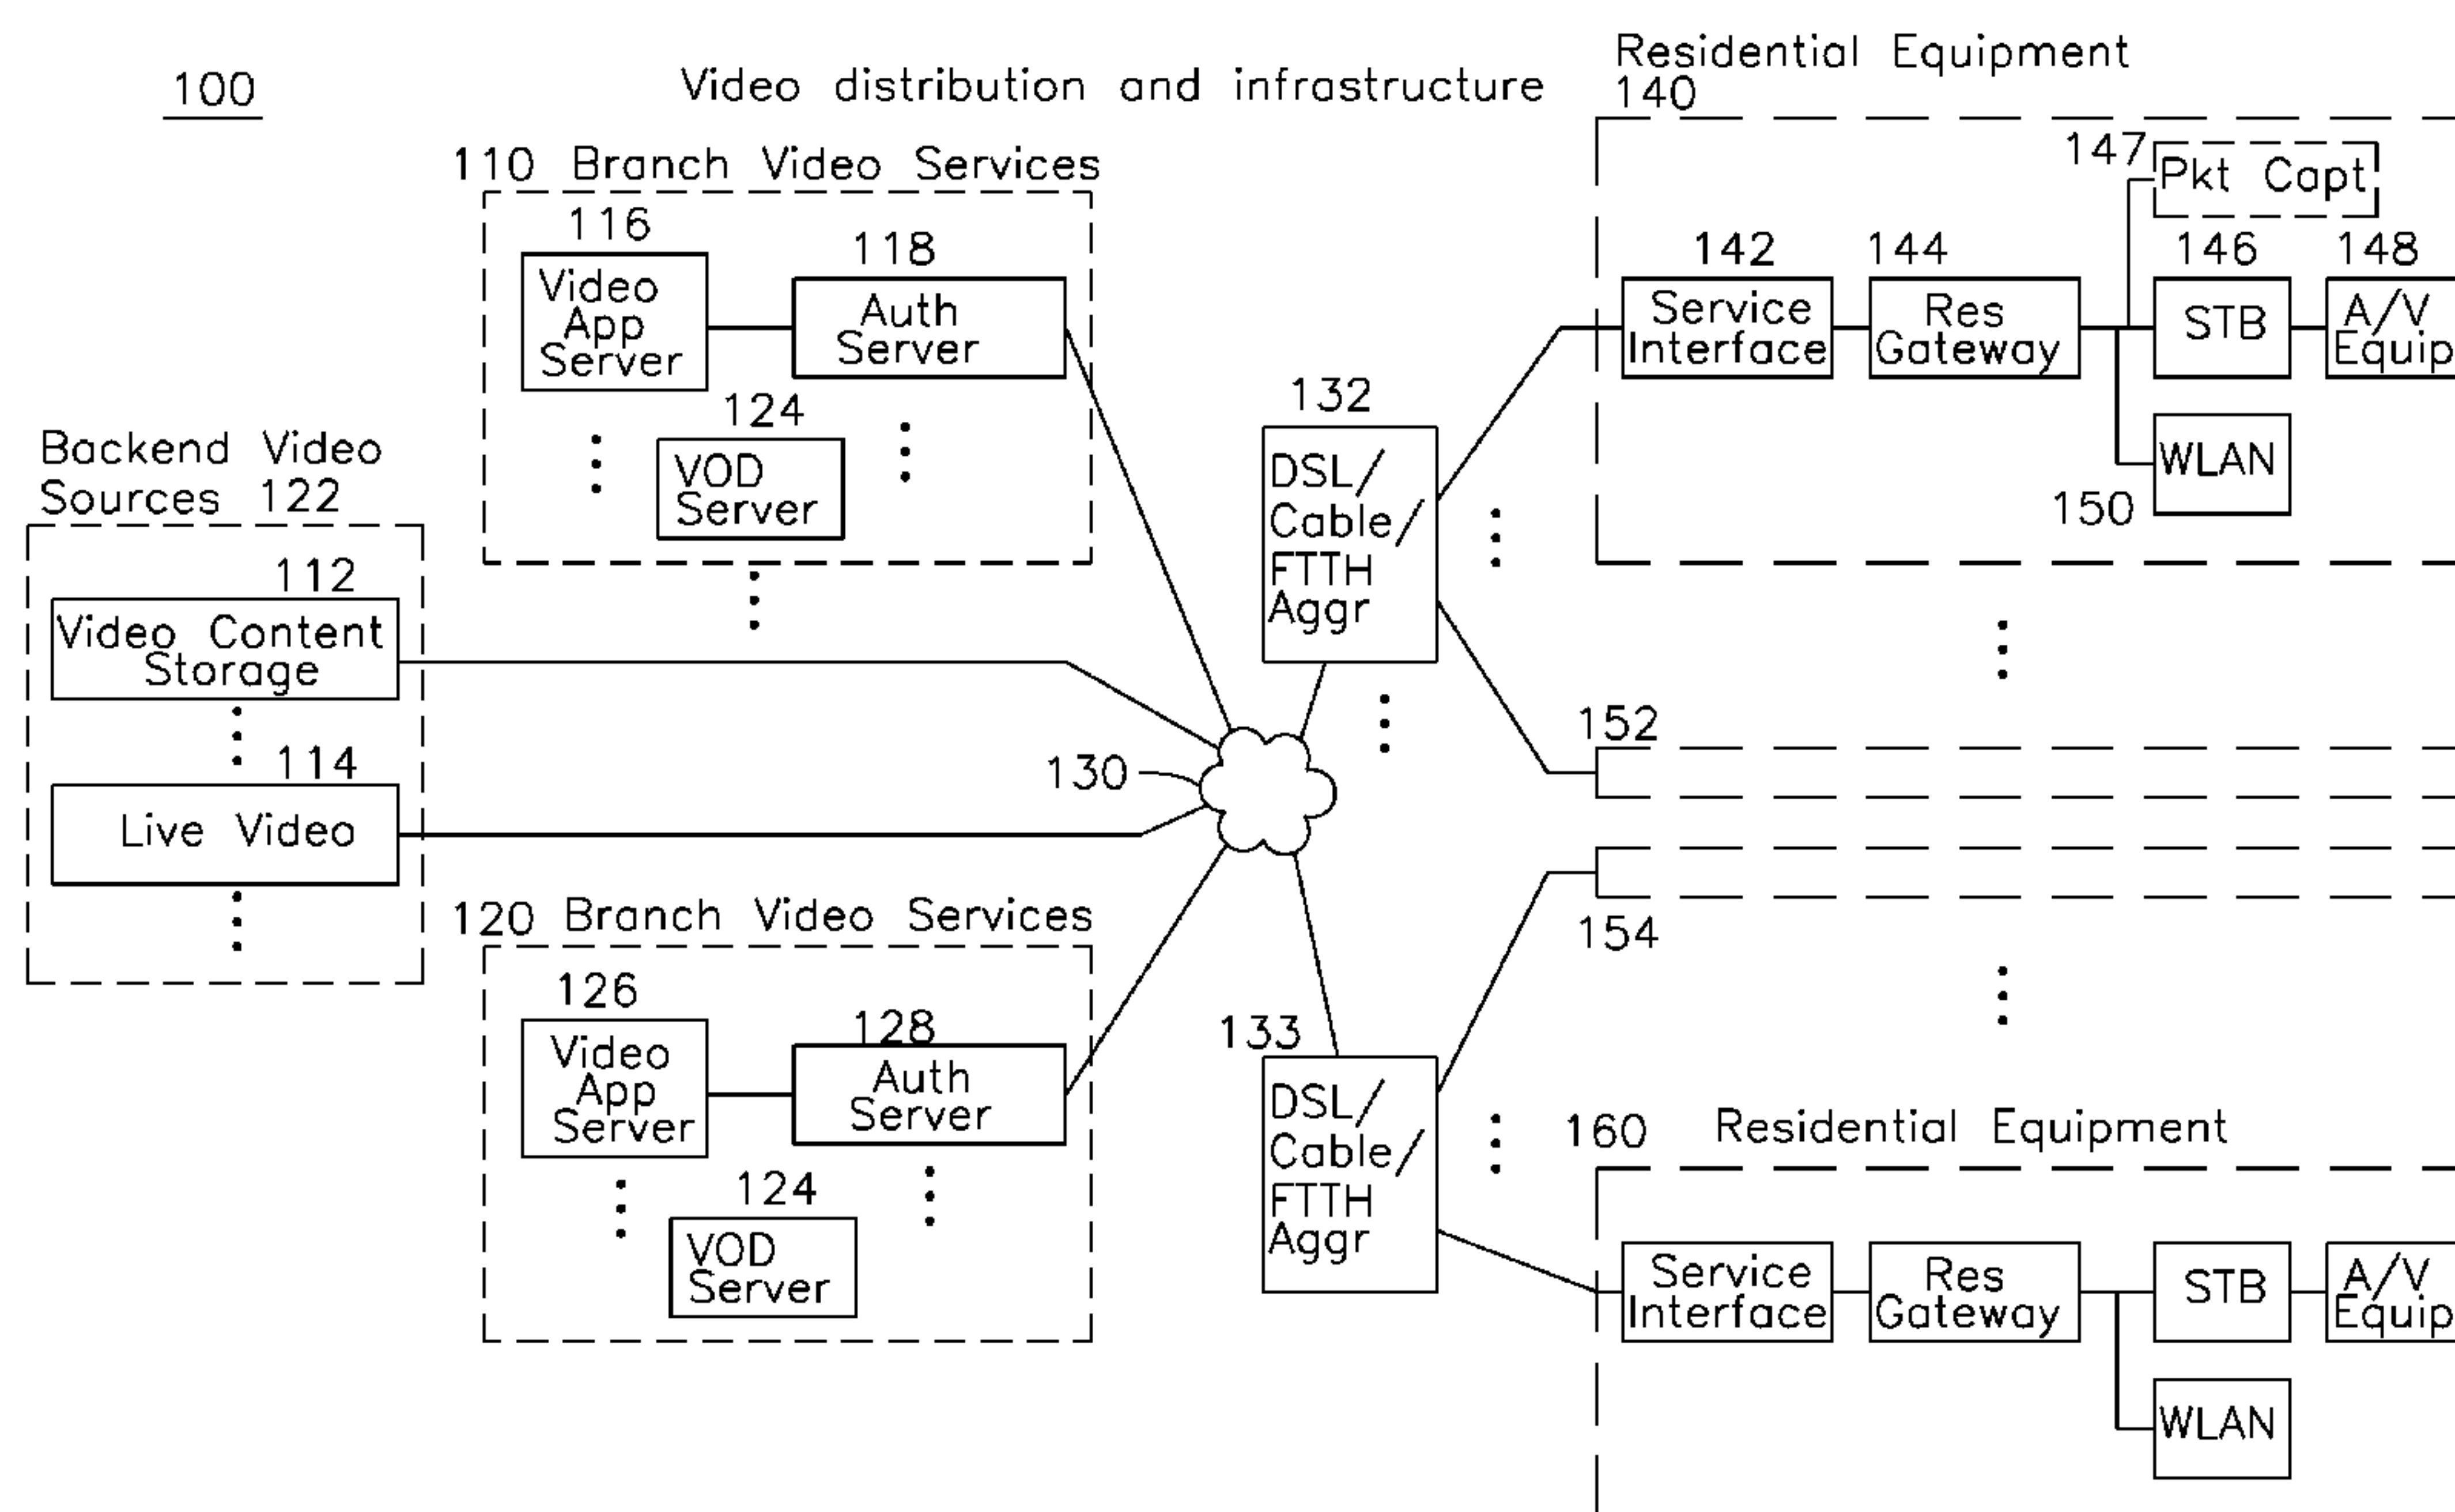 100
Video distribution and infrastructure
Residential Equipment
140
110 Branch Video Services
116
Video
App
Server
118
Auth
Server
124
VOD
Server
Backend Video
Sources 122
112
Video Content
Storage
114
Live Video
120 Branch Video Services
126
Video
App
Server
128
Auth
Server
124
VOD
Server
130
132
DSL/
Cable/
FTTH
Aggr
133
DSL/
Cable/
FTTH
Aggr
147
Pkt Capt
142
Service
Interface
144
Res
Gateway
146
STB
148
A/V
Equip
WLAN
150
152
154
160 Residential Equipment
Service
Interface
Res
Gateway
STB
A/V
Equip
WLAN